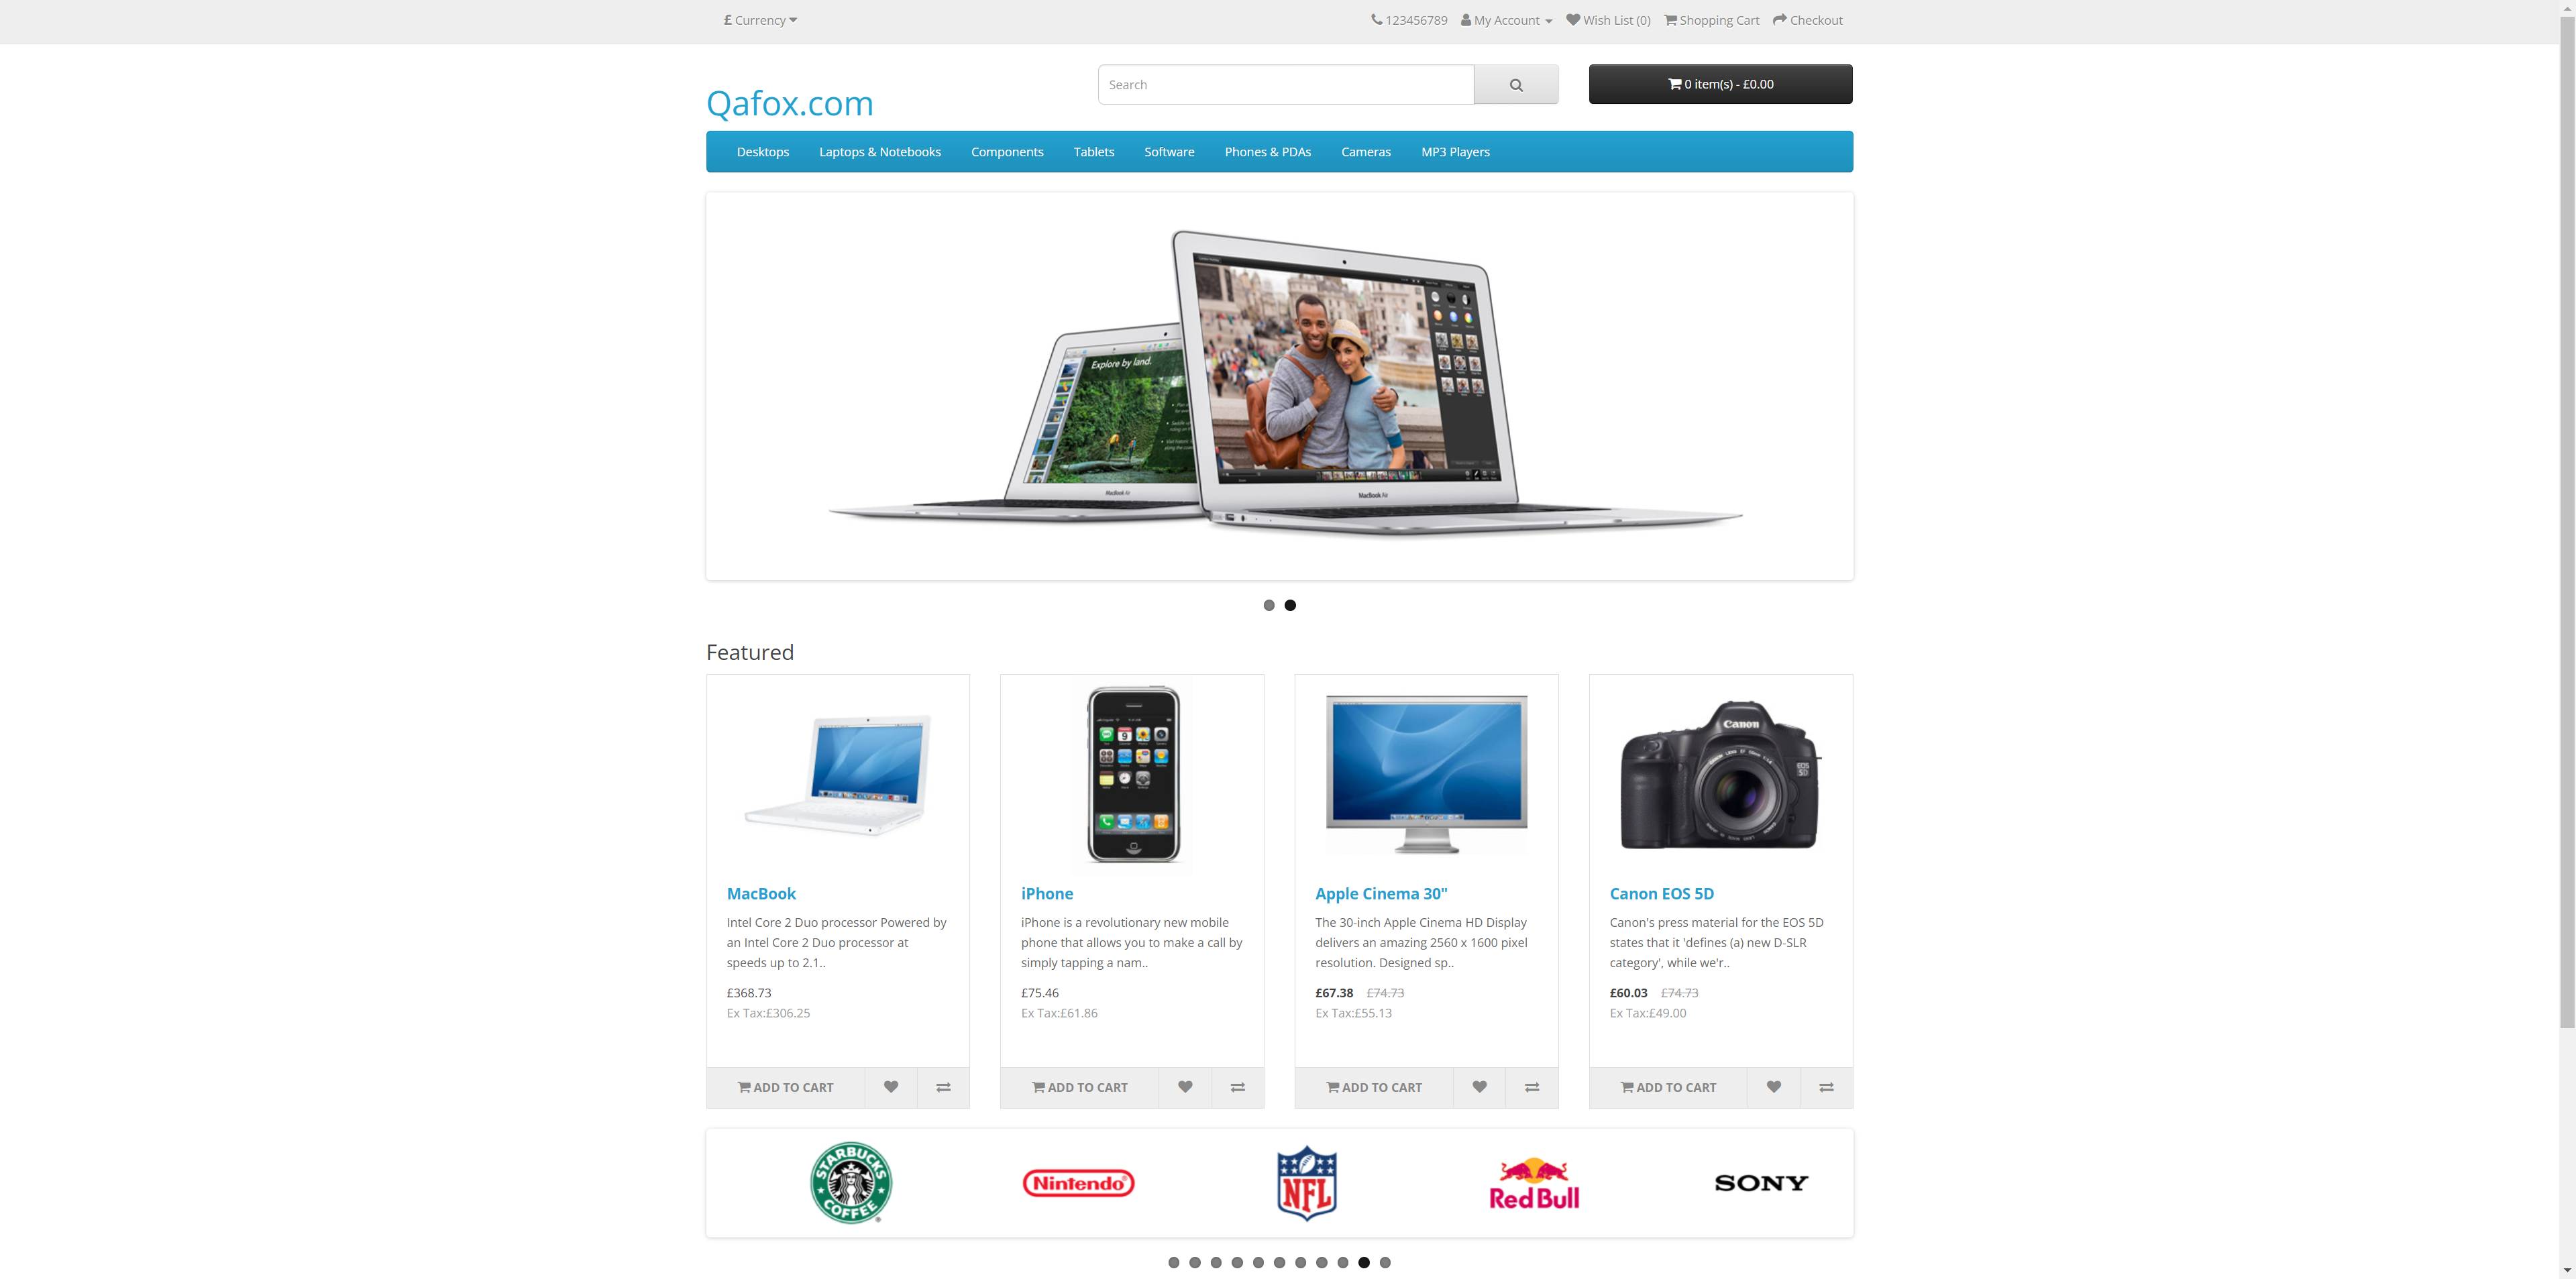 £ Currency
123456789 My Account Wish List (0) Shopping Cart Checkout
Qafox.com
Search
0 item(s) - £0.00
Desktops Laptops & Notebooks Components Tablets Software Phones & PDAs Cameras MP3 Players
Explore by land.
MacBook Air
MacBook Air
Featured
Canon
EOS 5D
MacBook
Intel Core 2 Duo processor Powered by
an Intel Core 2 Duo processor at
speeds up to 2.1..
£368.73
Ex Tax:£306.25
ADD TO CART
iPhone
iPhone is a revolutionary new mobile
phone that allows you to make a call by
simply tapping a nam..
£75.46
Ex Tax:£61.86
ADD TO CART
Apple Cinema 30"
The 30-inch Apple Cinema HD Display
delivers an amazing 2560 x 1600 pixel
resolution. Designed sp..
£67.38 £74.73
Ex Tax:£55.13
ADD TO CART
Canon EOS 5D
Canon's press material for the EOS 5D
states that it 'defines (a) new D-SLR
category', while we'r..
£60.03 £74.73
Ex Tax:£49.00
ADD TO CART
STARBUCKS COFFEE
Nintendo
NFL
Red Bull
SONY